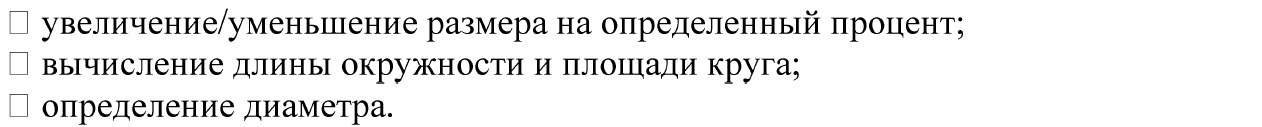 □ увеличение/уменьшение размера на определенный процент;
□ вычисление длины окружности и площади круга;
□ определение диаметра.